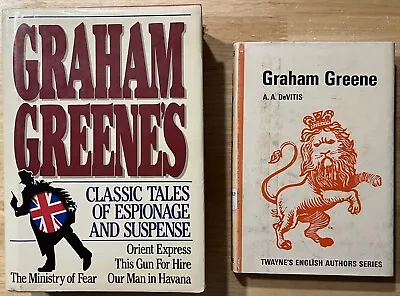 GRAHAM
GREENE'S
CLASSIC TALES
OF ESPIONAGE
AND SUSPENSE
Orient Express
This Gun For Hire
The Ministry of Fear Our Man in Havana
Graham Greene
A. A. DeVITIS
TWAYNE'S ENGLISH AUTHORS SERIES